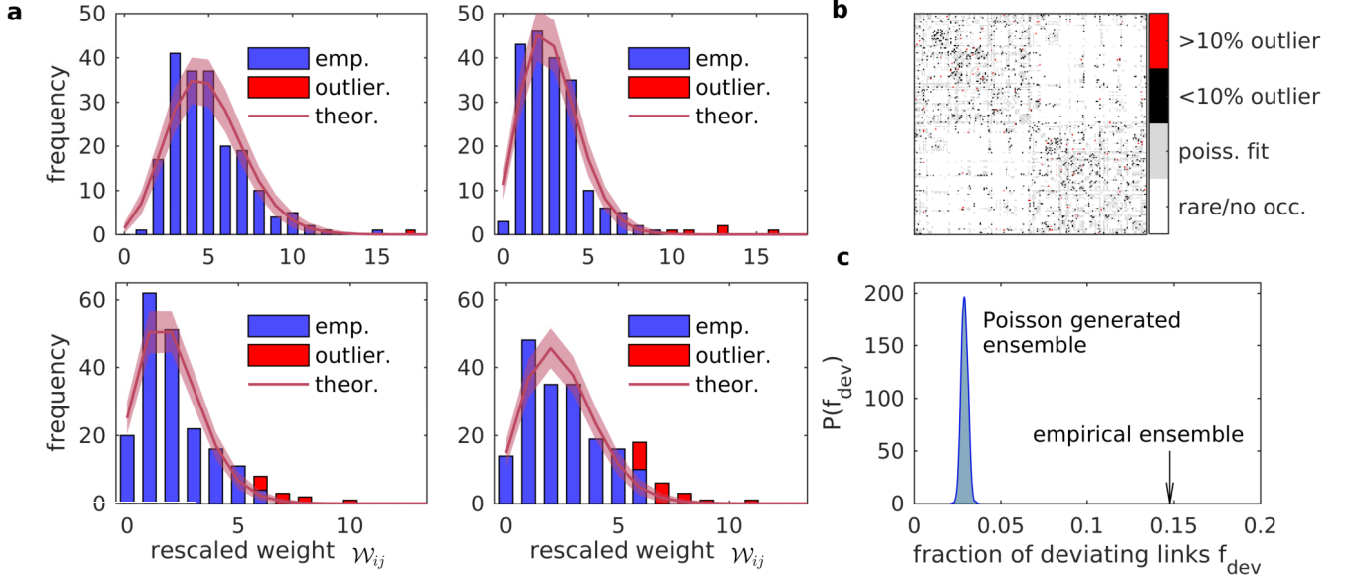 a
50
40
30
20
10
0
frequency
emp.
outlier.
theor.
0 5 10 15
50
40
30
20
10
0
emp.
outlier.
theor.
0 5 10 15
60
40
20
0
frequency
emp.
outlier.
theor.
0 5 10
rescaled weight 𝒲ij
60
40
20
0
emp.
outlier.
theor.
0 5 10
rescaled weight 𝒲ij
b
>10% outlier
<10% outlier
poiss. fit
rare/no occ.
c
200
150
100
50
0
P(fdev)
Poisson generated
ensemble
empirical ensemble
0 0.05 0.1 0.15 0.2
fraction of deviating links fdev